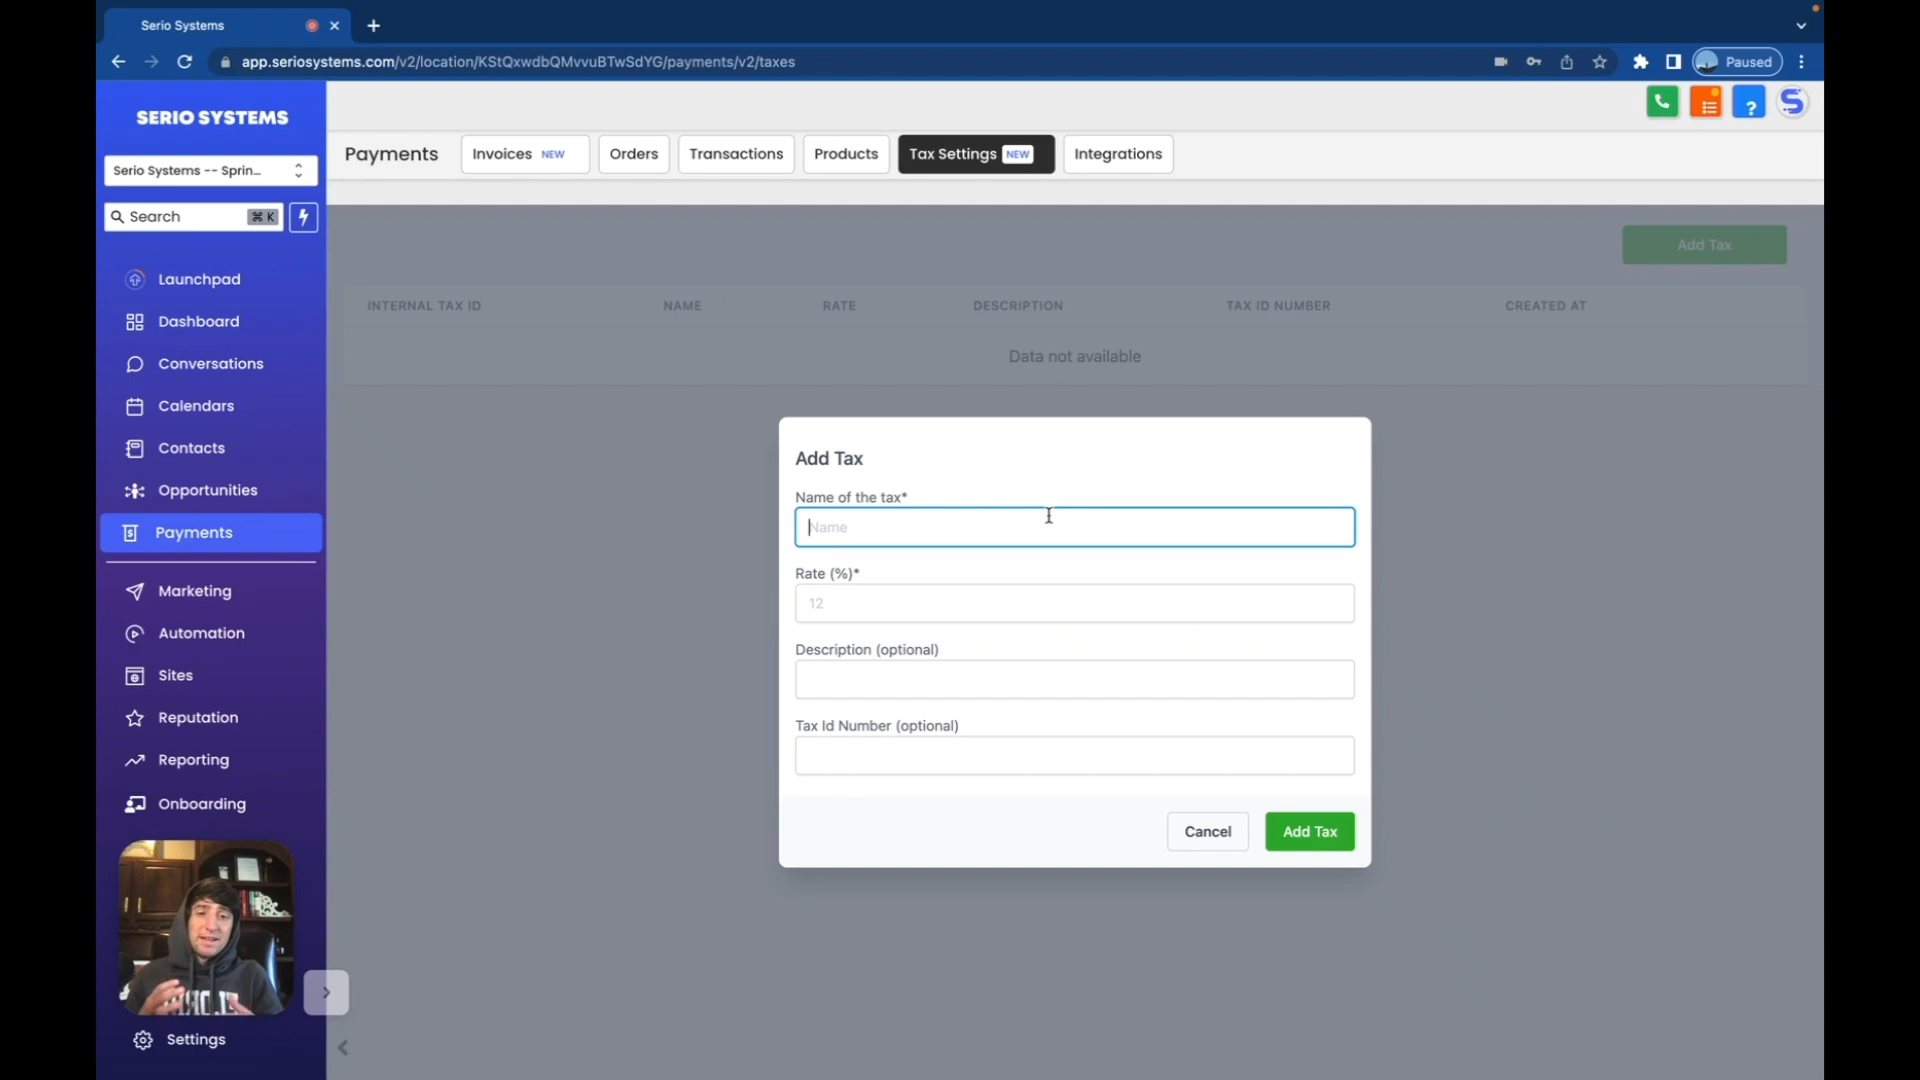 Serio Systems
app.seriosystems.com/v2/location/KStQxwdbQMvvuBTwSdYG/payments/v2/taxes
Paused
SERIO SYSTEMS
Serio Systems -- Sprin...
Search ⌘ K
Launchpad
Dashboard
Conversations
Calendars
Contacts
Opportunities
Payments
Marketing
Automation
Sites
Reputation
Reporting
Onboarding
Settings
Payments Invoices NEW Orders Transactions Products Tax Settings NEW Integrations
Add Tax
INTERNAL TAX ID NAME RATE DESCRIPTION TAX ID NUMBER CREATED AT
Data not available
Add Tax
Name of the tax*
Name
Rate (%)*
12
Description (optional)
Tax Id Number (optional)
Cancel Add Tax